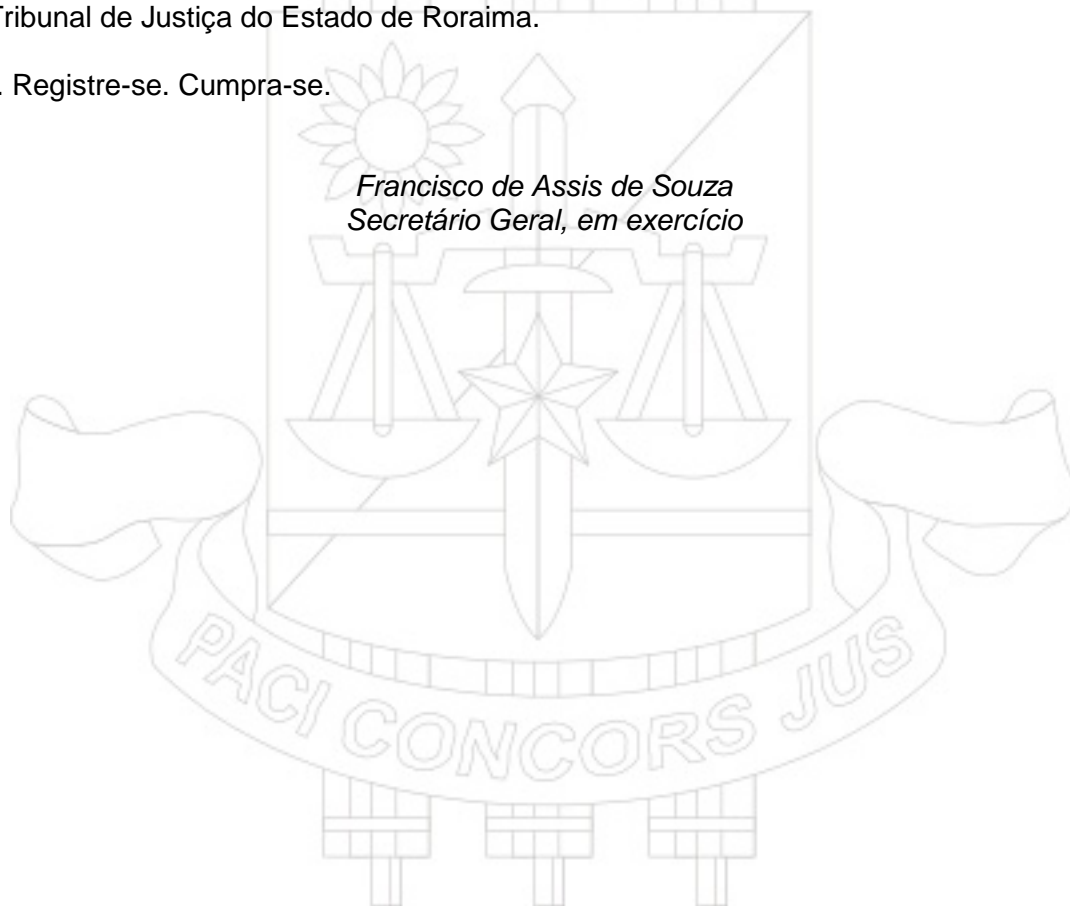 Tribunal de Justiça do Estado de Roraima.
. Registre-se. Cumpra-se.
Francisco de Assis de Souza
Secretário Geral, em exercício
PACI CONCORS JUS